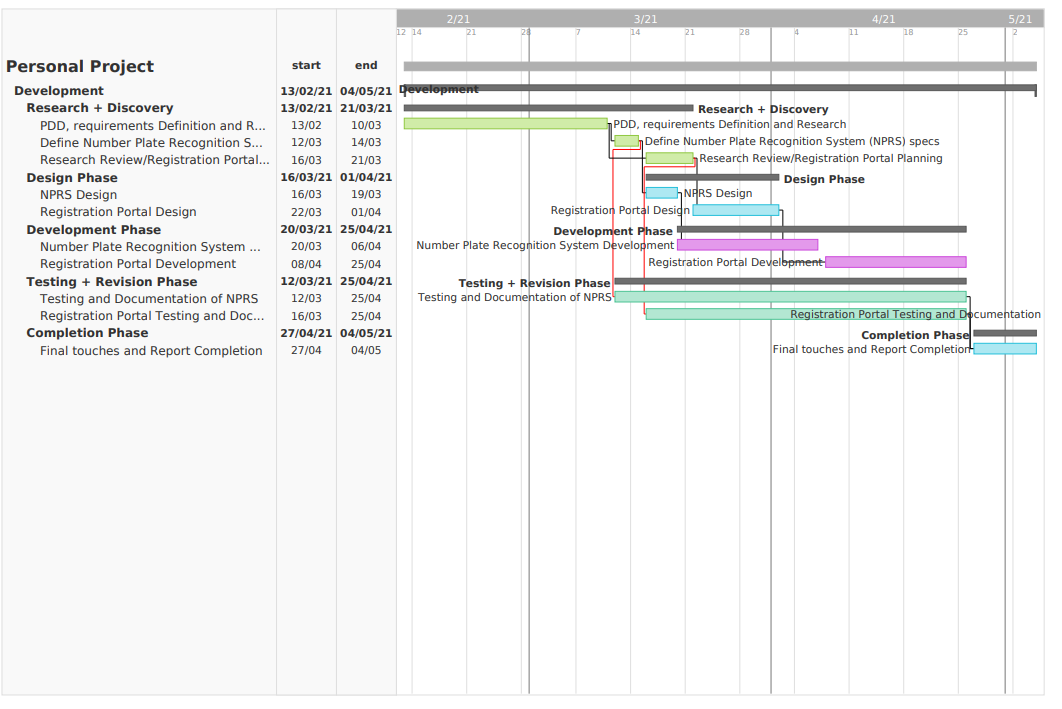 2/21 3/21 4/21 5/21
12 14 21 28 7 14 21 28 4 11 18 25 2
Personal Project start end
Development 13/02/21 04/05/21 Development
Research + Discovery 13/02/21 21/03/21 Research + Discovery
PDD, requirements Definition and R... 13/02 10/03 PDD, requirements Definition and Research
Define Number Plate Recognition S... 12/03 14/03 Define Number Plate Recognition System (NPRS) specs
Research Review/Registration Portal... 16/03 21/03 Research Review/Registration Portal Planning
Design Phase 16/03/21 01/04/21 Design Phase
NPRS Design 16/03 19/03 NPRS Design
Registration Portal Design 22/03 01/04 Registration Portal Design
Development Phase 20/03/21 25/04/21 Development Phase
Number Plate Recognition System ... 20/03 06/04 Number Plate Recognition System Development
Registration Portal Development 08/04 25/04 Registration Portal Development
Testing + Revision Phase 12/03/21 25/04/21 Testing + Revision Phase
Testing and Documentation of NPRS 12/03 25/04 Testing and Documentation of NPRS
Registration Portal Testing and Doc... 16/03 25/04 Registration Portal Testing and Documentation
Completion Phase 27/04/21 04/05/21 Completion Phase
Final touches and Report Completion 27/04 04/05 Final touches and Report Completion